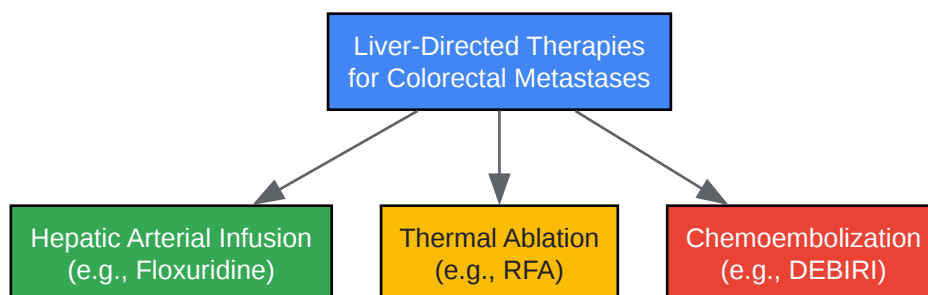 Liver-Directed Therapies
for Colorectal Metastases
Hepatic Arterial Infusion
(e.g., Floxuridine)
Thermal Ablation
(e.g., RFA)
Chemoembolization
(e.g., DEBIRI)